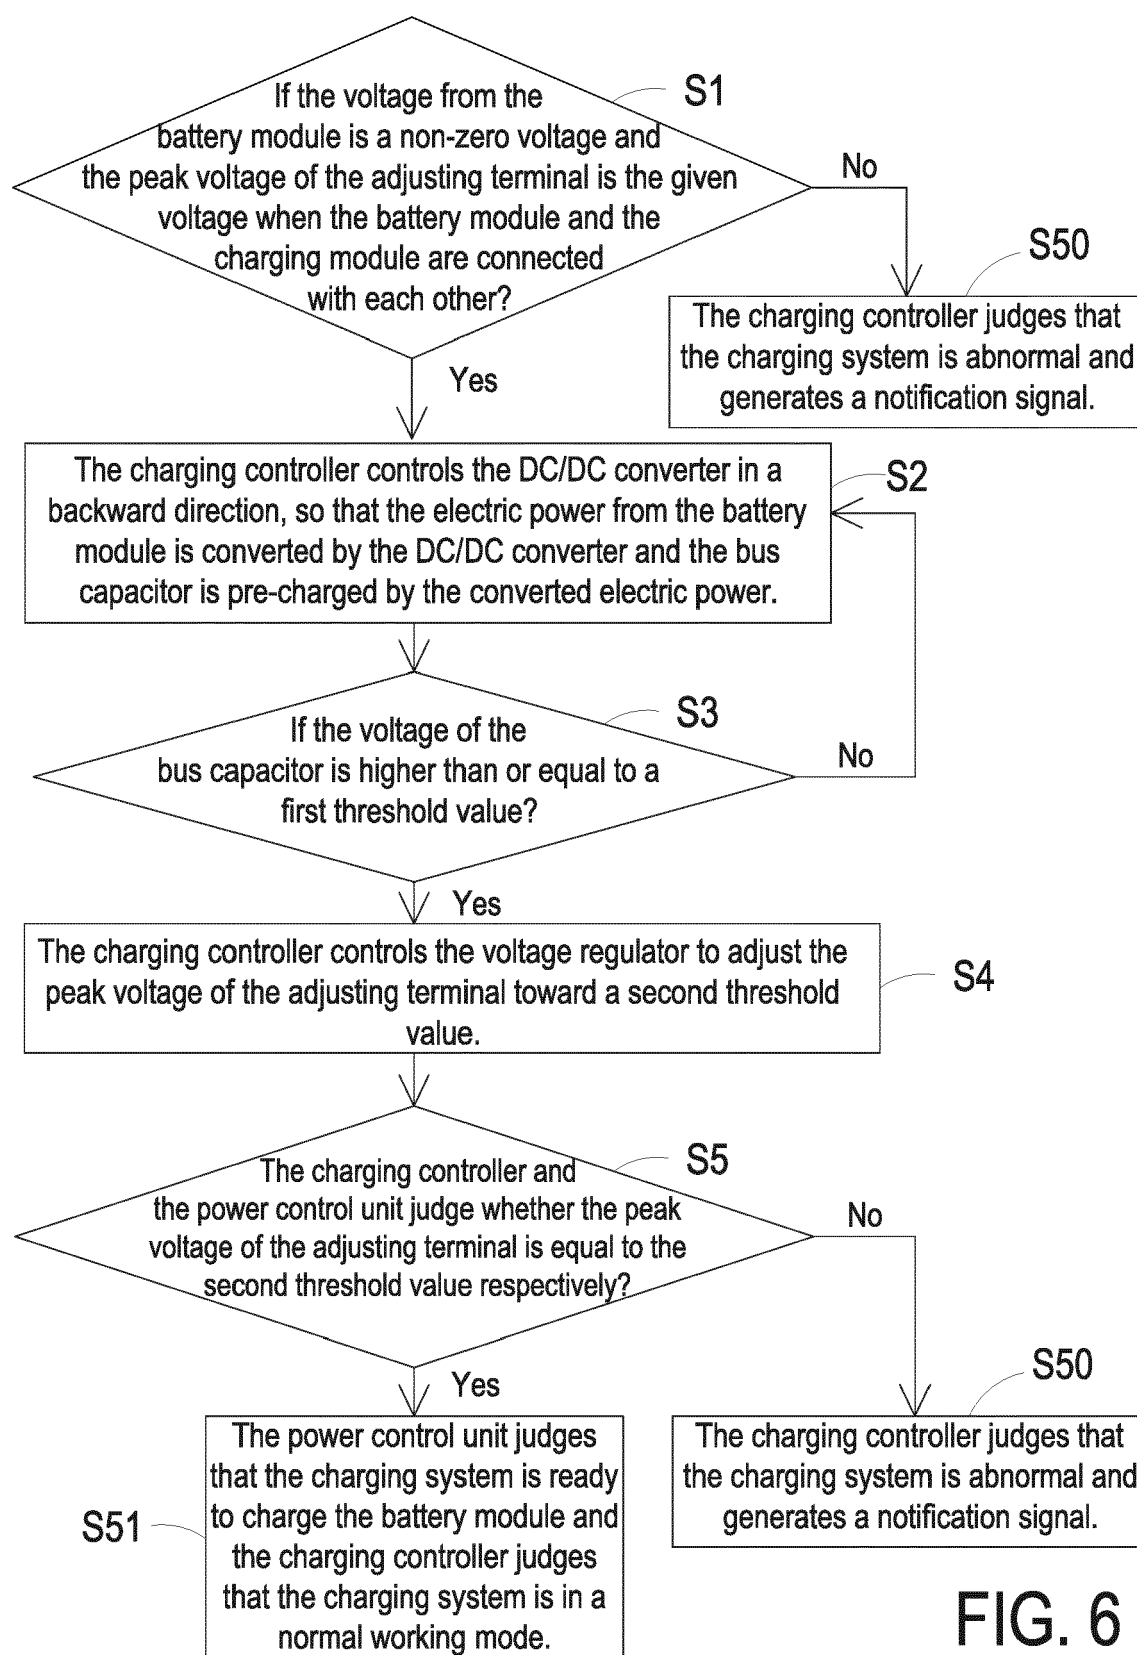 S1
If the voltage from the
battery module is a non-zero voltage and
the peak voltage of the adjusting terminal is the given
voltage when the battery module and the
charging module are connected
with each other?
No
S50
The charging controller judges that
the charging system is abnormal and
generates a notification signal.
Yes
S2
The charging controller controls the DC/DC converter in a
backward direction, so that the electric power from the battery
module is converted by the DC/DC converter and the bus
capacitor is pre-charged by the converted electric power.
S3
If the voltage of the
bus capacitor is higher than or equal to a
first threshold value?
No
Yes
The charging controller controls the voltage regulator to adjust the
peak voltage of the adjusting terminal toward a second threshold
value.
S4
S5
The charging controller and
the power control unit judge whether the peak
voltage of the adjusting terminal is equal to the
second threshold value respectively?
No
Yes
S50
The charging controller judges that
the charging system is abnormal and
generates a notification signal.
S51
The power control unit judges
that the charging system is ready
to charge the battery module and
the charging controller judges
that the charging system is in a
normal working mode.
FIG. 6